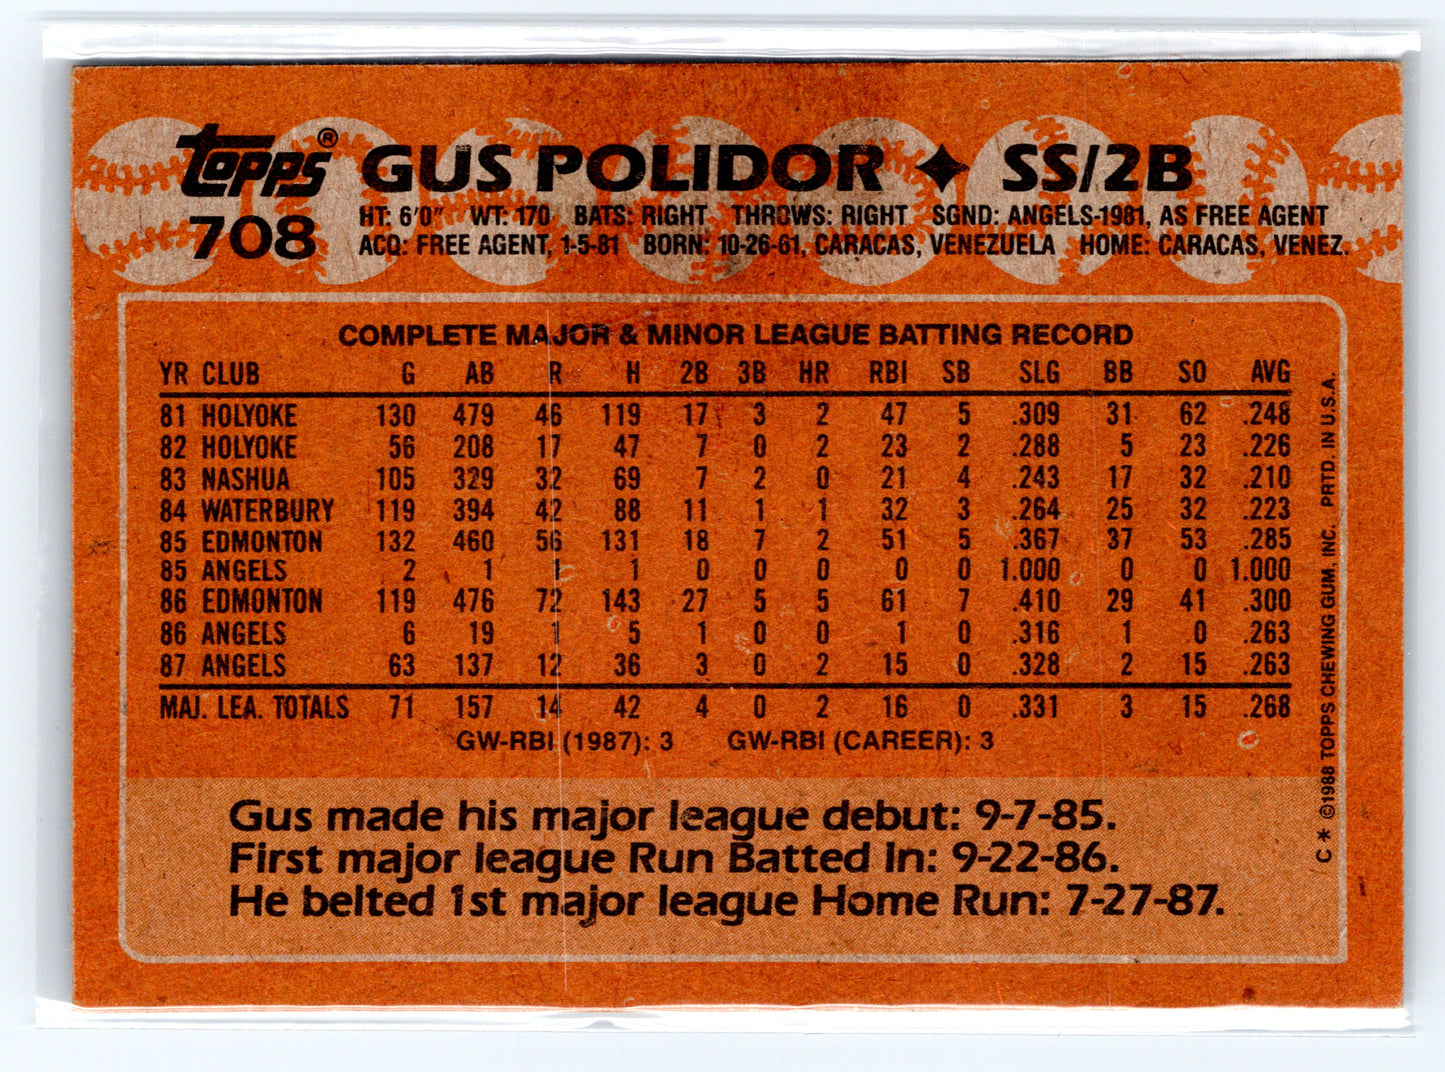 topps® GUS POLIDOR ✦ SS/2B
708 HT: 6'0" WT: 170 BATS: RIGHT THROWS: RIGHT SGND: ANGELS-1981, AS FREE AGENT
ACQ: FREE AGENT, 1-5-81 BORN: 10-26-61, CARACAS, VENEZUELA HOME: CARACAS, VENEZ.
COMPLETE MAJOR & MINOR LEAGUE BATTING RECORD
YR CLUB G AB R H 2B 3B HR RBI SB SLG BB SO AVG
81 HOLYOKE 130 479 46 119 17 3 2 47 5 .309 31 62 .248
82 HOLYOKE 56 208 17 47 7 0 2 23 2 .288 5 23 .226
83 NASHUA 105 329 32 69 7 2 0 21 4 .243 17 32 .210
84 WATERBURY 119 394 42 88 11 1 1 32 3 .264 25 32 .223
85 EDMONTON 132 460 56 131 18 7 2 51 5 .367 37 53 .285
85 ANGELS 2 1 1 1 0 0 0 0 0 1.000 0 0 1.000
86 EDMONTON 119 476 72 143 27 5 5 61 7 .410 29 41 .300
86 ANGELS 6 19 1 5 1 0 0 1 0 .316 1 0 .263
87 ANGELS 63 137 12 36 3 0 2 15 0 .328 2 15 .263
MAJ. LEA. TOTALS 71 157 14 42 4 0 2 16 0 .331 3 15 .268
GW-RBI (1987): 3 GW-RBI (CAREER): 3
Gus made his major league debut: 9-7-85.
First major league Run Batted In: 9-22-86.
He belted 1st major league Home Run: 7-27-87.
C * ©1988 TOPPS CHEWING GUM, INC. PRTD. IN U.S.A.